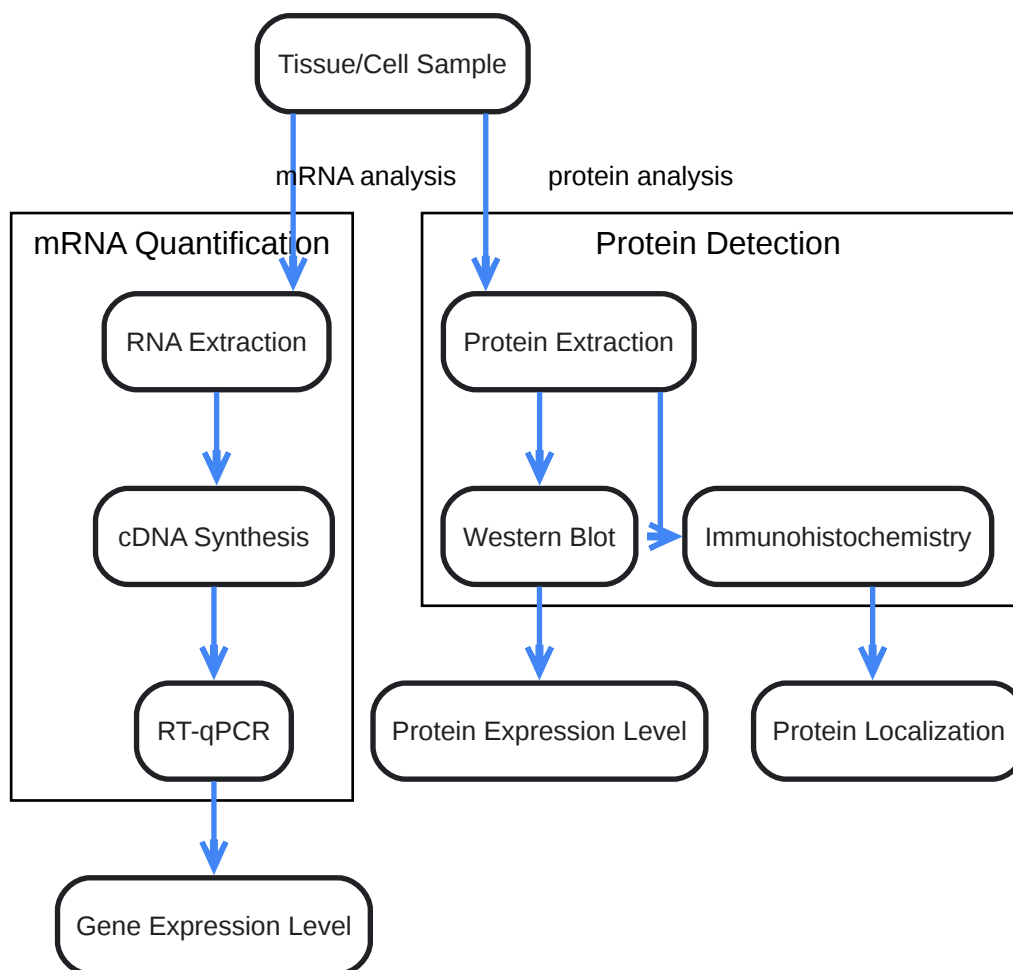 Tissue/Cell Sample
mRNA analysis
protein analysis
mRNA Quantification
Protein Detection
RNA Extraction
Protein Extraction
cDNA Synthesis
Western Blot
Immunohistochemistry
RT-qPCR
Protein Expression Level
Protein Localization
Gene Expression Level